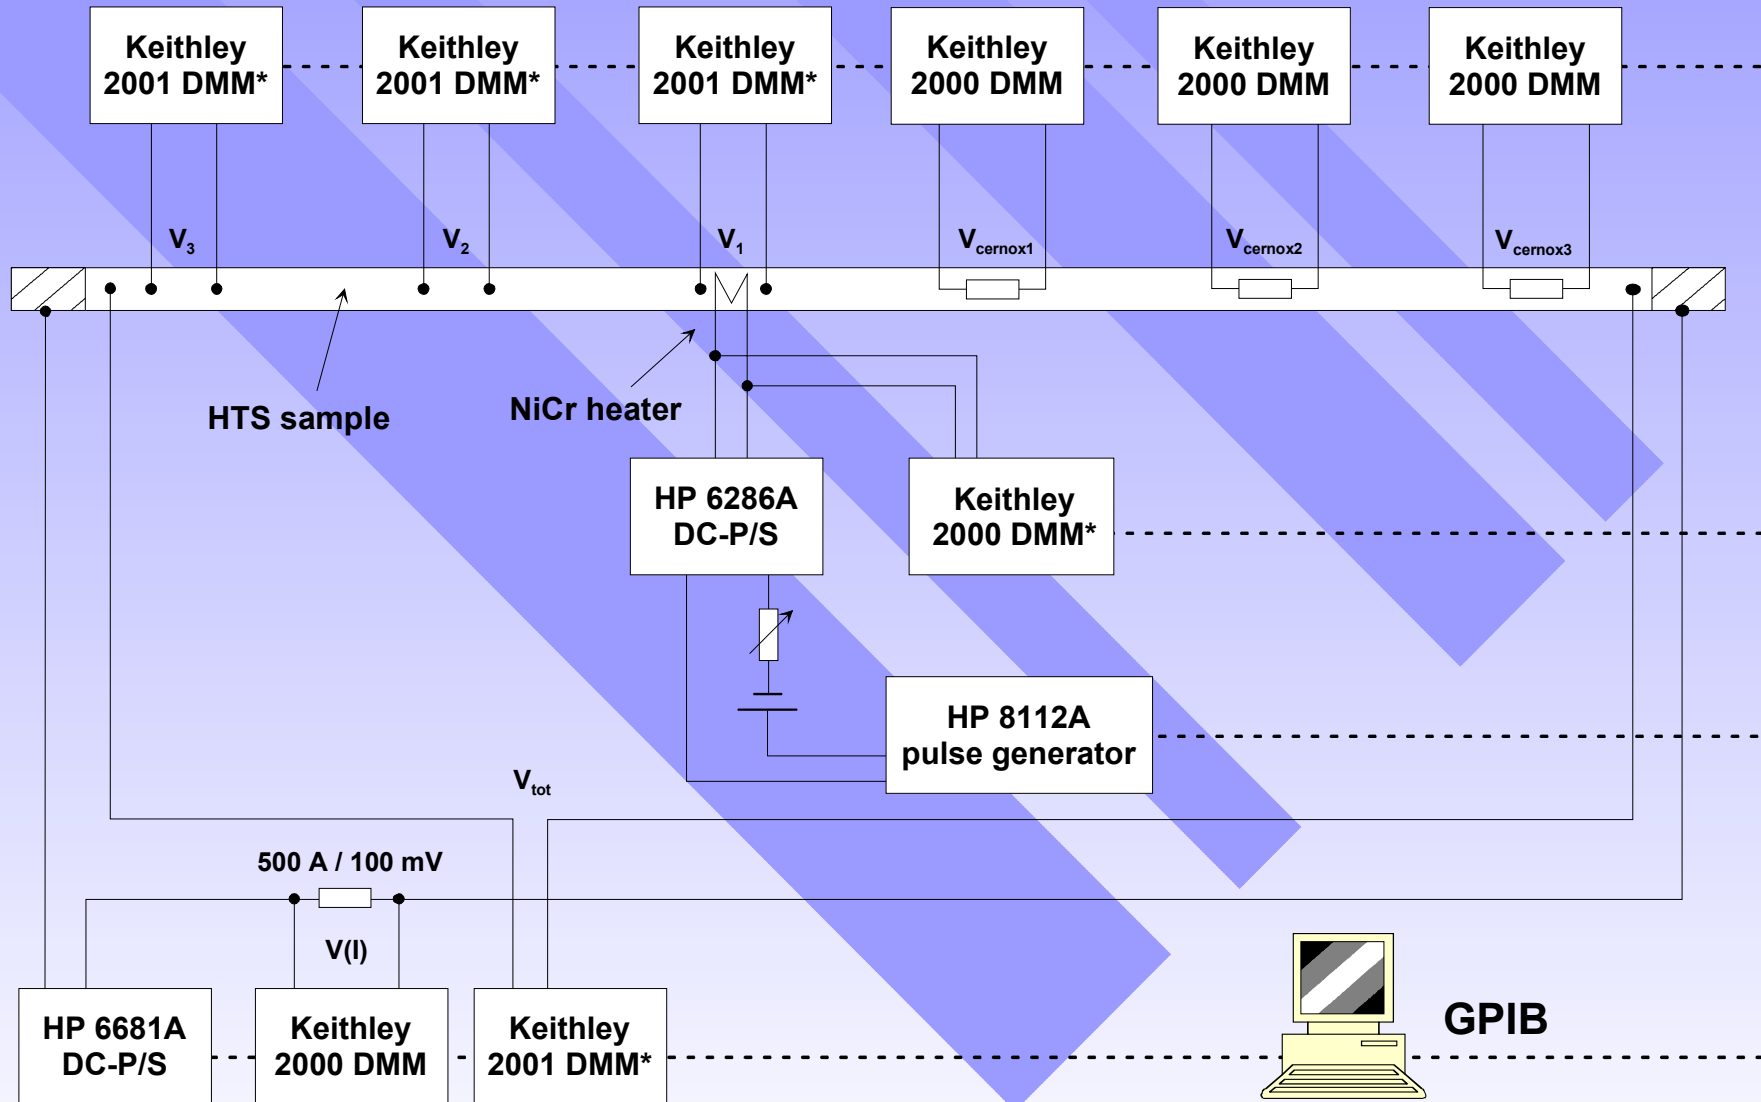 Keithley
2001 DMM*
Keithley
2001 DMM*
Keithley
2001 DMM*
Keithley
2000 DMM
Keithley
2000 DMM
Keithley
2000 DMM
V3
V2
V1
Vcernox1
Vcernox2
Vcernox3
HTS sample
NiCr heater
HP 6286A
DC-P/S
Keithley
2000 DMM*
HP 8112A
pulse generator
Vtot
500 A / 100 mV
V(I)
HP 6681A
DC-P/S
Keithley
2000 DMM
Keithley
2001 DMM*
GPIB